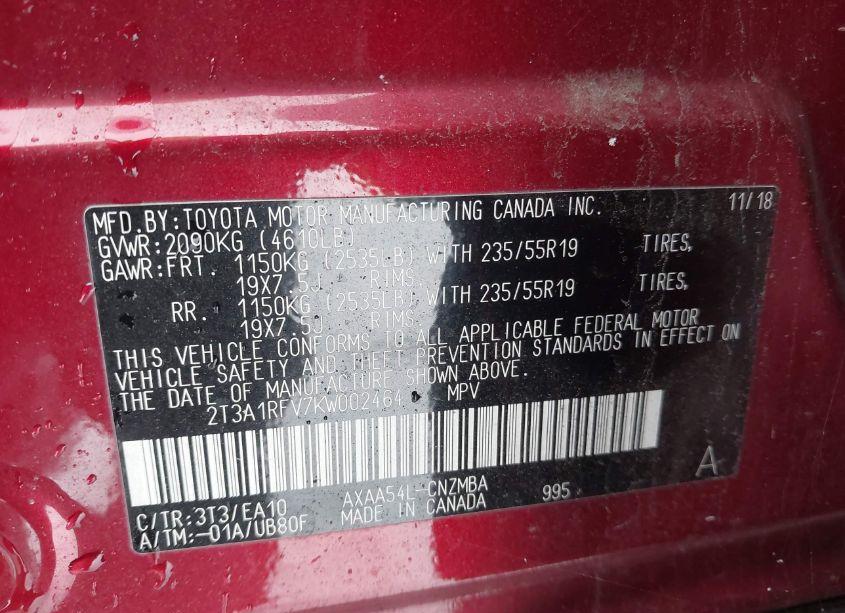 MFD.BY:TOYOTA MOTOR MANUFACTURING CANADA INC. 11/18
GVWR:2090KG (4610LB)
GAWR:FRT. 1150KG (2535LB) WITH 235/55R19 TIRES,
19X7.5J RIMS,
RR. 1150KG (2535LB) WITH 235/55R19 TIRES,
19X7.5J RIMS.
THIS VEHICLE CONFORMS TO ALL APPLICABLE FEDERAL MOTOR
VEHICLE SAFETY AND THEFT PREVENTION STANDARDS IN EFFECT ON
THE DATE OF MANUFACTURE SHOWN ABOVE.
2T3A1RFV7KW002464 MPV
A
C/TR:3T3/EA10 AXAA54L-CNZMBA 995
A/TM:-01A/UB80F MADE IN CANADA